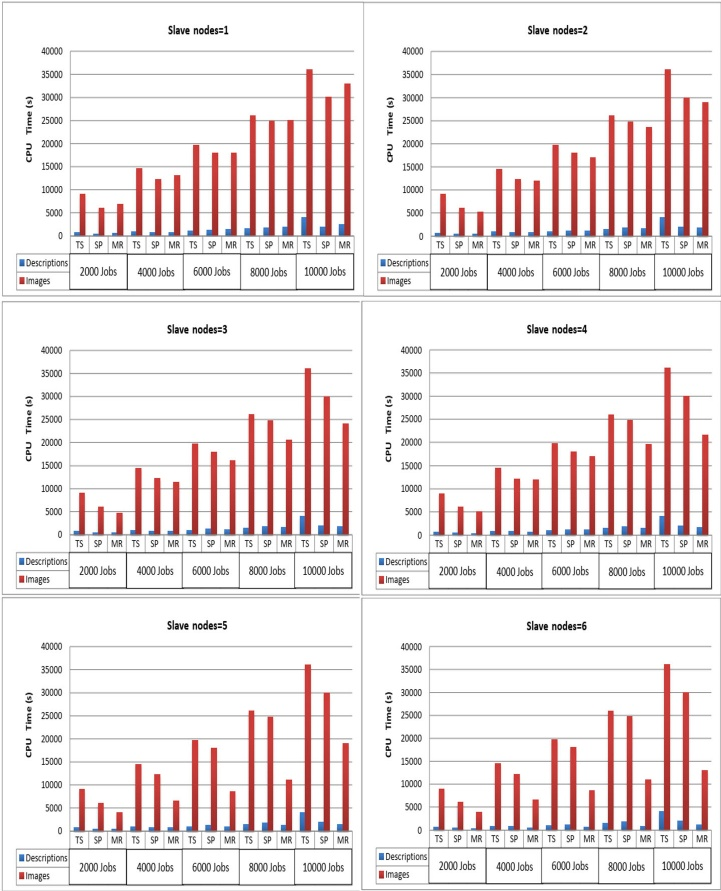 Slave nodes=1
CPU Time (s)
40000
35000
30000
25000
20000
15000
10000
5000
0
TS SP MR TS SP MR TS SP MR TS SP MR TS SP MR
Descriptions
Images
2000 Jobs 4000 Jobs 6000 Jobs 8000 Jobs 10000 Jobs
Slave nodes=2
CPU Time (s)
40000
35000
30000
25000
20000
15000
10000
5000
0
TS SP MR TS SP MR TS SP MR TS SP MR TS SP MR
Descriptions
Images
2000 Jobs 4000 Jobs 6000 Jobs 8000 Jobs 10000 Jobs
Slave nodes=3
CPU Time (s)
40000
35000
30000
25000
20000
15000
10000
5000
0
TS SP MR TS SP MR TS SP MR TS SP MR TS SP MR
Descriptions
Images
2000 Jobs 4000 Jobs 6000 Jobs 8000 Jobs 10000 Jobs
Slave nodes=4
CPU Time (s)
40000
35000
30000
25000
20000
15000
10000
5000
0
TS SP MR TS SP MR TS SP MR TS SP MR TS SP MR
Descriptions
Images
2000 Jobs 4000 Jobs 6000 Jobs 8000 Jobs 10000 Jobs
Slave nodes=5
CPU Time (s)
40000
35000
30000
25000
20000
15000
10000
5000
0
TS SP MR TS SP MR TS SP MR TS SP MR TS SP MR
Descriptions
Images
2000 Jobs 4000 Jobs 6000 Jobs 8000 Jobs 10000 Jobs
Slave nodes=6
CPU Time (s)
40000
35000
30000
25000
20000
15000
10000
5000
0
TS SP MR TS SP MR TS SP MR TS SP MR TS SP MR
Descriptions
Images
2000 Jobs 4000 Jobs 6000 Jobs 8000 Jobs 10000 Jobs